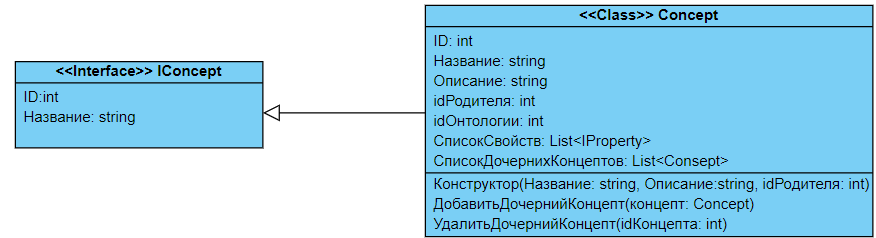 <<Interface>> IConcept
ID:int
Название: string
<<Class>> Concept
ID: int
Название: string
Описание: string
idРодителя: int
idОнтологии: int
СписокСвойств: List<IProperty>
СписокДочернихКонцептов: List<Consept>
Конструктор(Название: string, Описание:string, idРодителя: int)
ДобавитьДочернийКонцепт(концепт: Concept)
УдалитьДочернийКонцепт(idКонцепта: int)